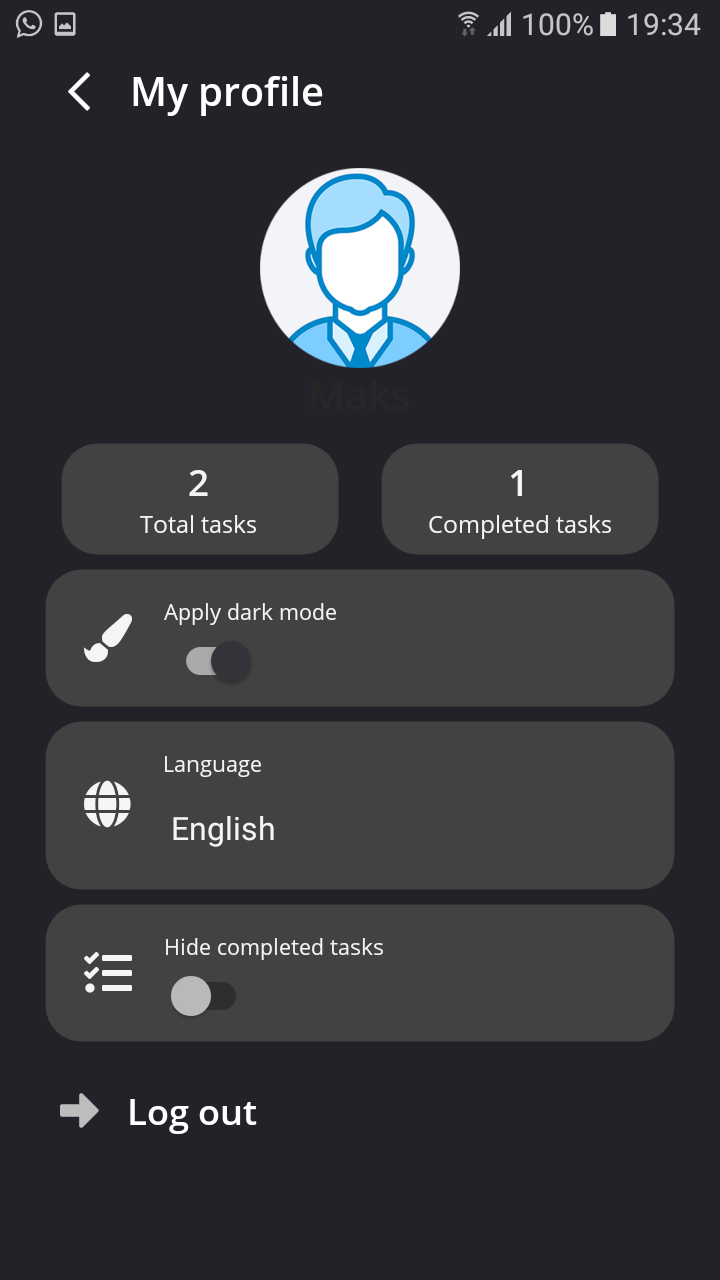 100% 19:34
My profile
Maks
2
Total tasks
1
Completed tasks
Apply dark mode
Language
English
Hide completed tasks
Log out